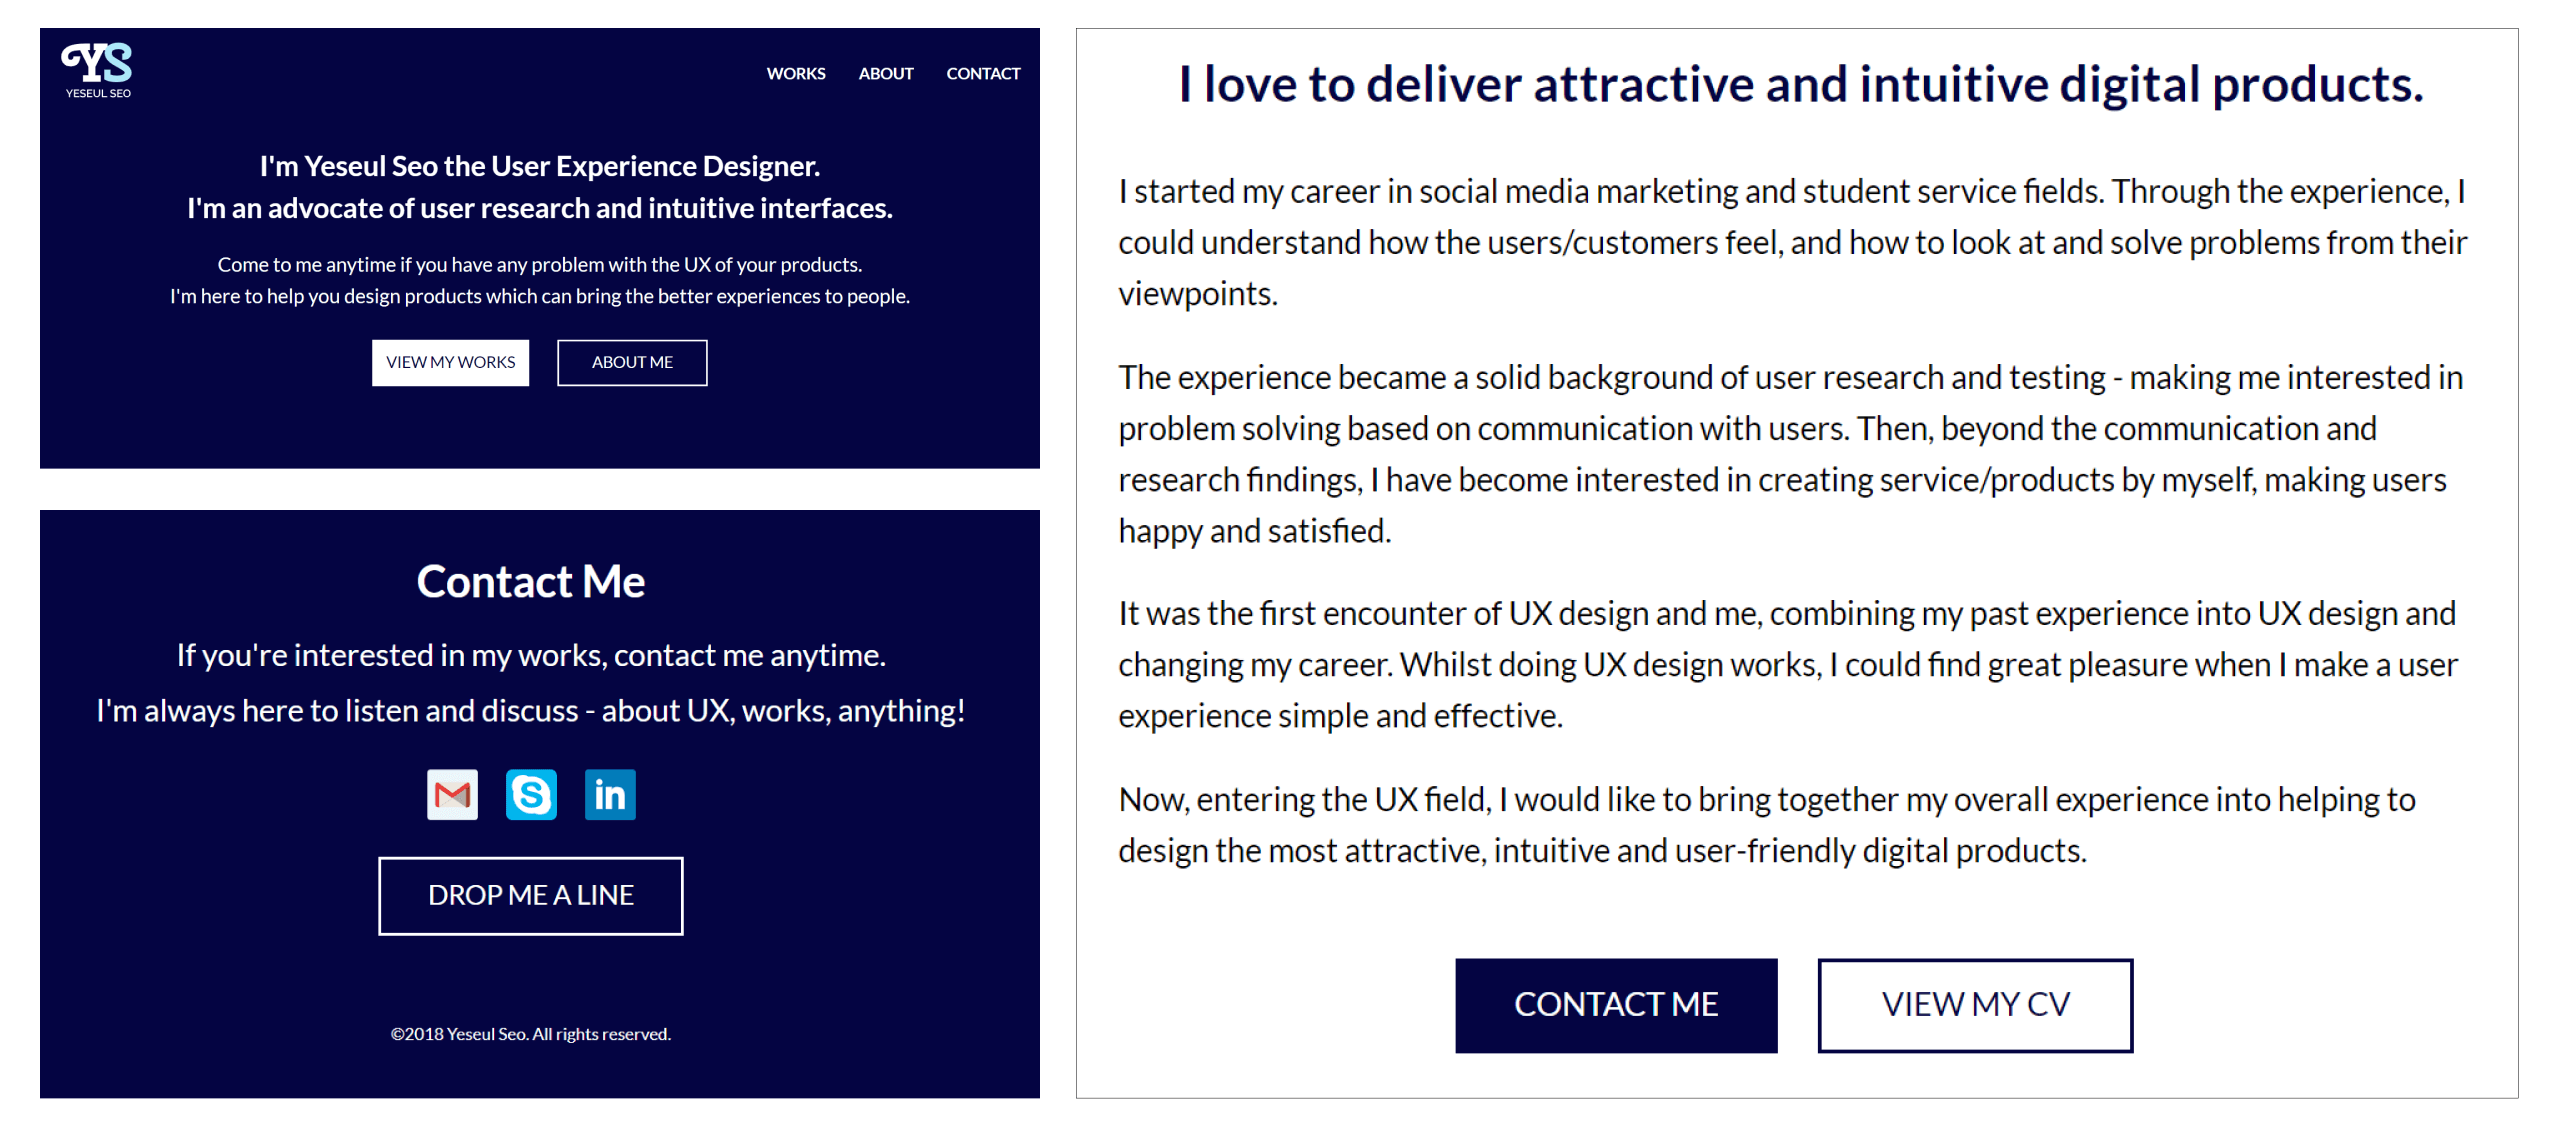 YS
YESEUL SEO
WORKS ABOUT CONTACT
I'm Yeseul Seo the User Experience Designer.
I'm an advocate of user research and intuitive interfaces.
Come to me anytime if you have any problem with the UX of your products.
I'm here to help you design products which can bring the better experiences to people.
VIEW MY WORKS ABOUT ME
Contact Me
If you're interested in my works, contact me anytime.
I'm always here to listen and discuss - about UX, works, anything!
in
DROP ME A LINE
©2018 Yeseul Seo. All rights reserved.
I love to deliver attractive and intuitive digital products.
I started my career in social media marketing and student service fields. Through the experience, I
could understand how the users/customers feel, and how to look at and solve problems from their
viewpoints.
The experience became a solid background of user research and testing - making me interested in
problem solving based on communication with users. Then, beyond the communication and
research findings, I have become interested in creating service/products by myself, making users
happy and satisfied.
It was the first encounter of UX design and me, combining my past experience into UX design and
changing my career. Whilst doing UX design works, I could find great pleasure when I make a user
experience simple and effective.
Now, entering the UX field, I would like to bring together my overall experience into helping to
design the most attractive, intuitive and user-friendly digital products.
CONTACT ME VIEW MY CV